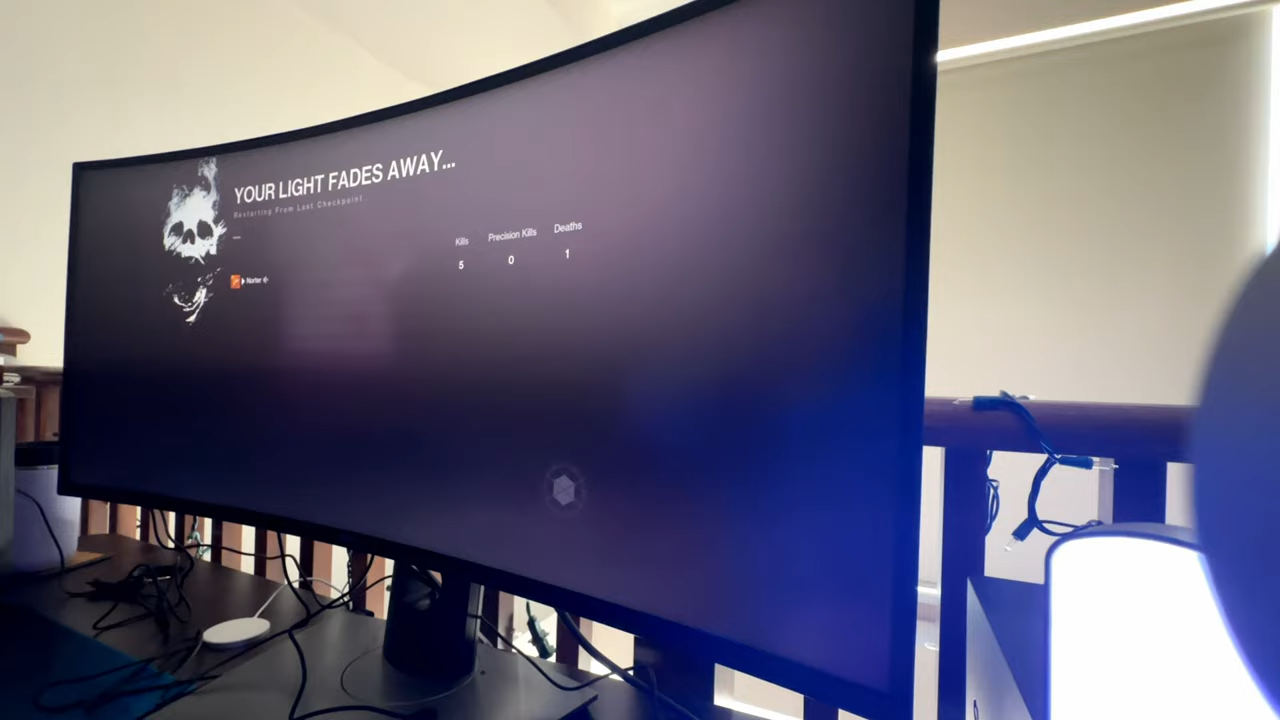 YOUR LIGHT FADES AWAY...
Restarting From Last Checkpoint
Kills Precision Kills Deaths
5 0 1